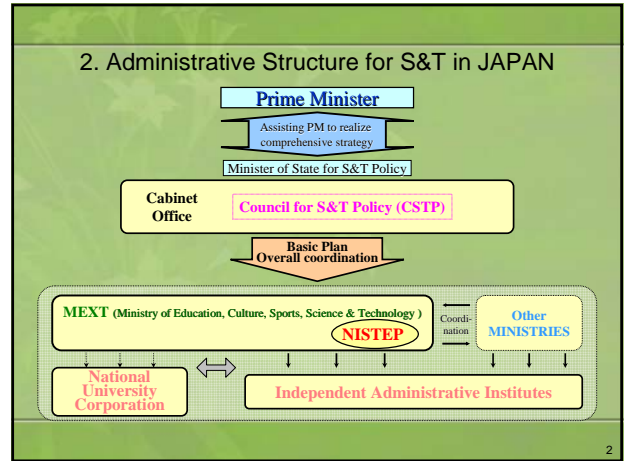 2. Administrative Structure for S&T in JAPAN
Prime Minister
Assisting PM to realize
comprehensive strategy
Minister of State for S&T Policy
Cabinet
Office
Council for S&T Policy (CSTP)
Basic Plan
Overall coordination
MEXT (Ministry of Education, Culture, Sports, Science & Technology )
NISTEP
Coordi-
nation
Other
MINISTRIES
National
University
Corporation
Independent Administrative Institutes
2